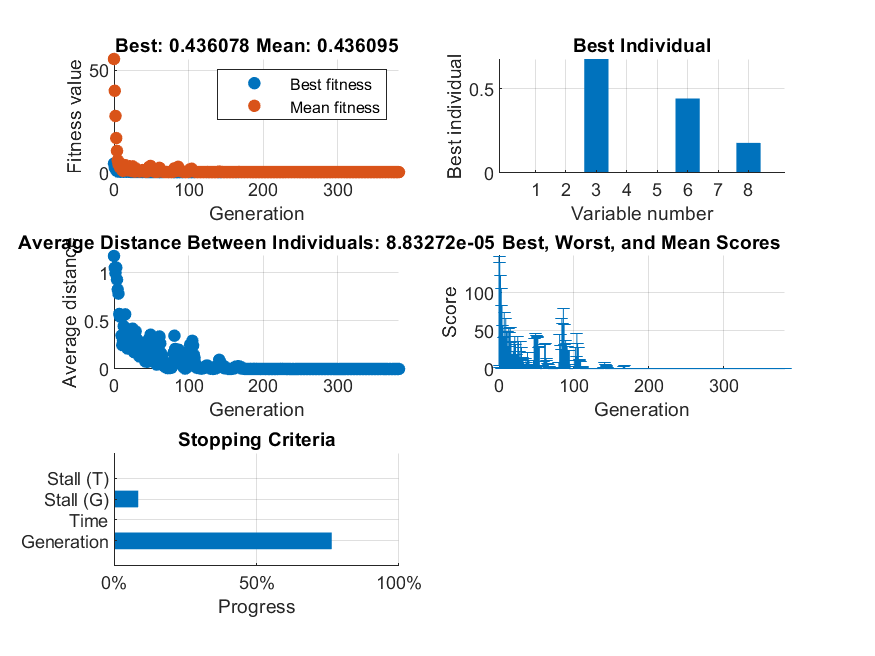 Best: 0.436078 Mean: 0.436095
Fitness value
50
0
Best fitness
Mean fitness
0 100 200 300
Generation
Best Individual
Best individual
0.5
0
1 2 3 4 5 6 7 8
Variable number
Average Distance Between Individuals: 8.83272e-05
Average distance
1
0.5
0
0 100 200 300
Generation
Best, Worst, and Mean Scores
Score
100
50
0
0 100 200 300
Generation
Stopping Criteria
Stall (T)
Stall (G)
Time
Generation
0% 50% 100%
Progress